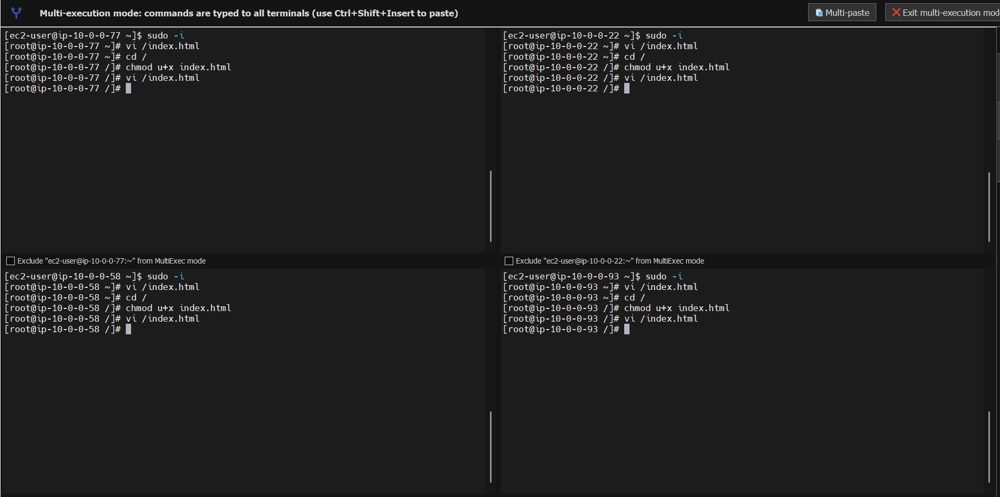 Multi-execution mode: commands are typed to all terminals (use Ctrl+Shift+Insert to paste)
Multi-paste
Exit multi-execution mod
[ec2-user@ip-10-0-0-77 ~]$ sudo -i
[root@ip-10-0-0-77 ~]# vi /index.html
[root@ip-10-0-0-77 ~]# cd /
[root@ip-10-0-0-77 /]# chmod u+x index.html
[root@ip-10-0-0-77 /]# vi /index.html
[root@ip-10-0-0-77 /]#
Exclude "ec2-user@ip-10-0-0-77:~" from MultiExec mode
[ec2-user@ip-10-0-0-22 ~]$ sudo -i
[root@ip-10-0-0-22 ~]# vi /index.html
[root@ip-10-0-0-22 ~]# cd /
[root@ip-10-0-0-22 /]# chmod u+x index.html
[root@ip-10-0-0-22 /]# vi /index.html
[root@ip-10-0-0-22 /]#
Exclude "ec2-user@ip-10-0-0-22:~" from MultiExec mode
[ec2-user@ip-10-0-0-58 ~]$ sudo -i
[root@ip-10-0-0-58 ~]# vi /index.html
[root@ip-10-0-0-58 ~]# cd /
[root@ip-10-0-0-58 /]# chmod u+x index.html
[root@ip-10-0-0-58 /]# vi /index.html
[root@ip-10-0-0-58 /]#
[ec2-user@ip-10-0-0-93 ~]$ sudo -i
[root@ip-10-0-0-93 ~]# vi /index.html
[root@ip-10-0-0-93 ~]# cd /
[root@ip-10-0-0-93 /]# chmod u+x index.html
[root@ip-10-0-0-93 /]# vi /index.html
[root@ip-10-0-0-93 /]#